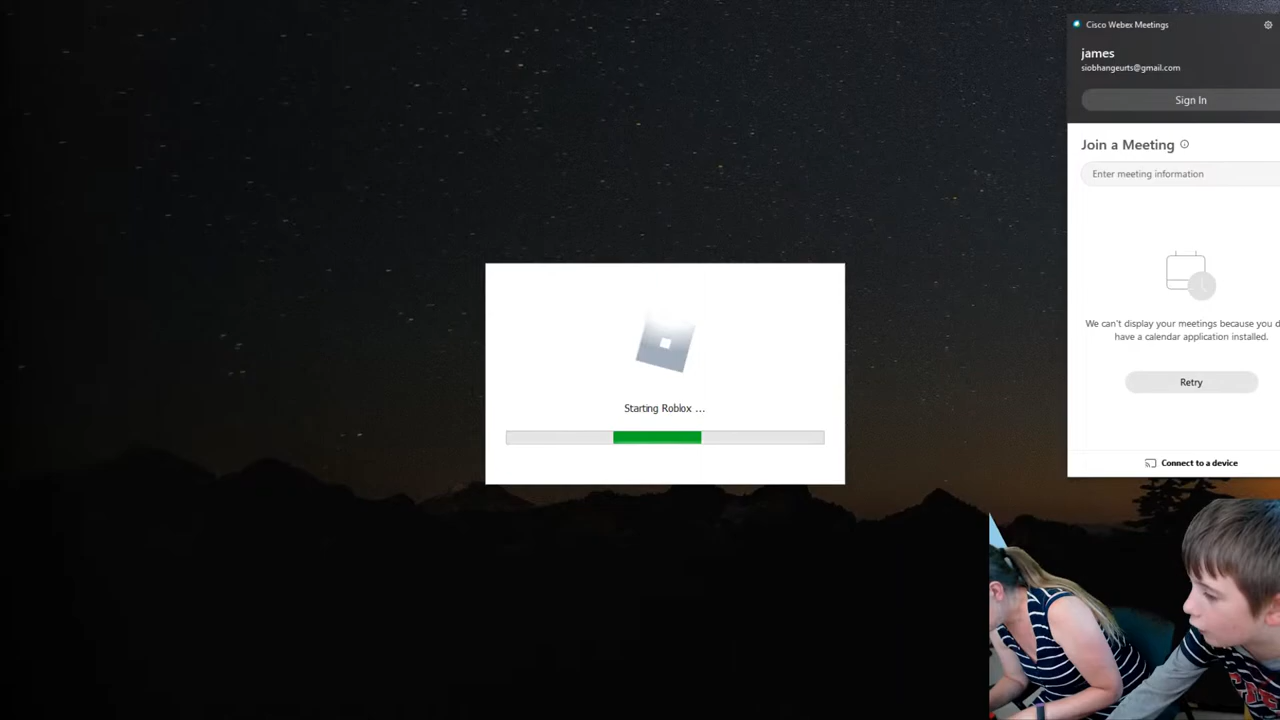 Cisco Webex Meetings
james
siobhangeurts@gmail.com
Sign In
Join a Meeting
Enter meeting information
We can't display your meetings because you d
have a calendar application installed.
Retry
Connect to a device
Starting Roblox ...